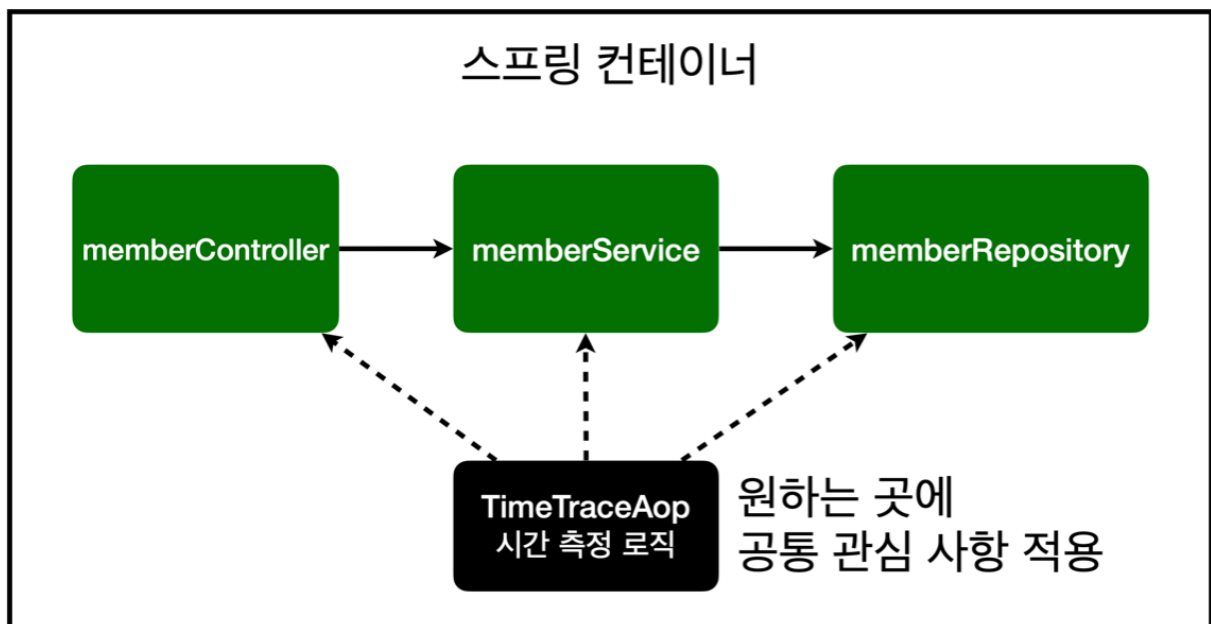 스프링 컨테이너
memberController
memberService
memberRepository
TimeTraceAop
시간 측정 로직
원하는 곳에
공통 관심 사항 적용